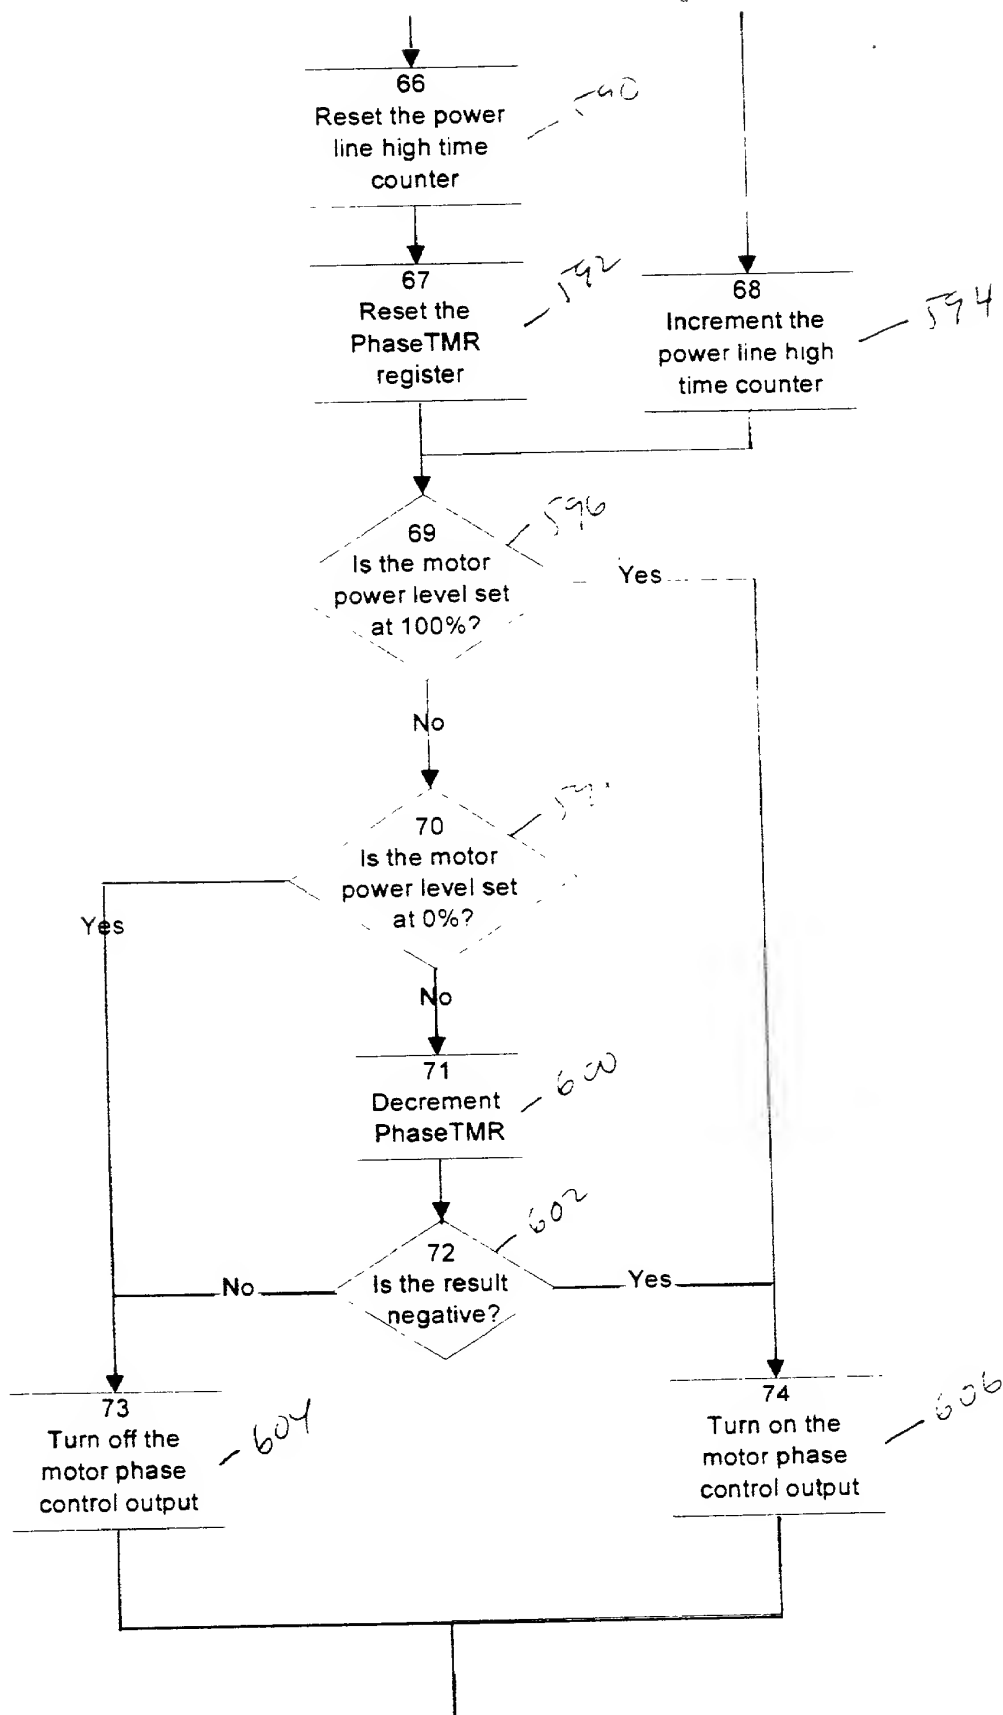 66
Reset the power
line high time
counter
590
67
Reset the
PhaseTMR
register
592
68
Increment the
power line high
time counter
594
69
Is the motor
power level set
at 100%?
596
Yes
No
70
Is the motor
power level set
at 0%?
Yes
No
71
Decrement
PhaseTMR
600
72
Is the result
negative?
602
No
Yes
73
Turn off the
motor phase
control output
604
74
Turn on the
motor phase
control output
606